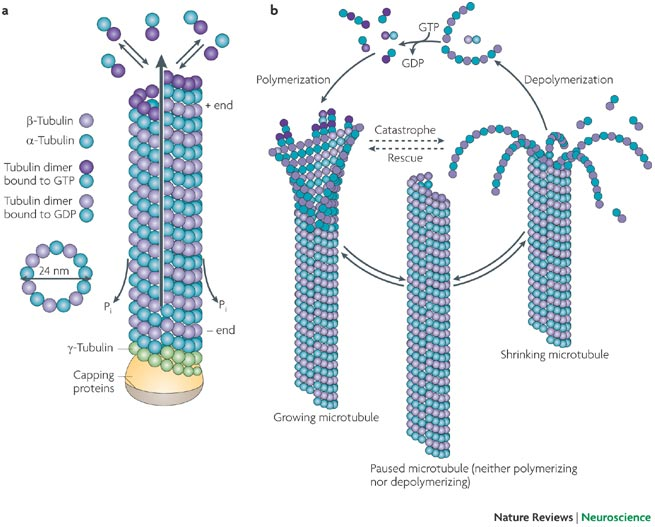 a
+ end
β-Tubulin
α-Tubulin
Tubulin dimer
bound to GTP
Tubulin dimer
bound to GDP
24 nm
Pi
Pi
– end
γ-Tubulin
Capping
proteins
b
GTP
GDP
Polymerization
Depolymerization
Catastrophe
Rescue
Shrinking microtubule
Growing microtubule
Paused microtubule (neither polymerizing
nor depolymerizing)
Nature Reviews | Neuroscience